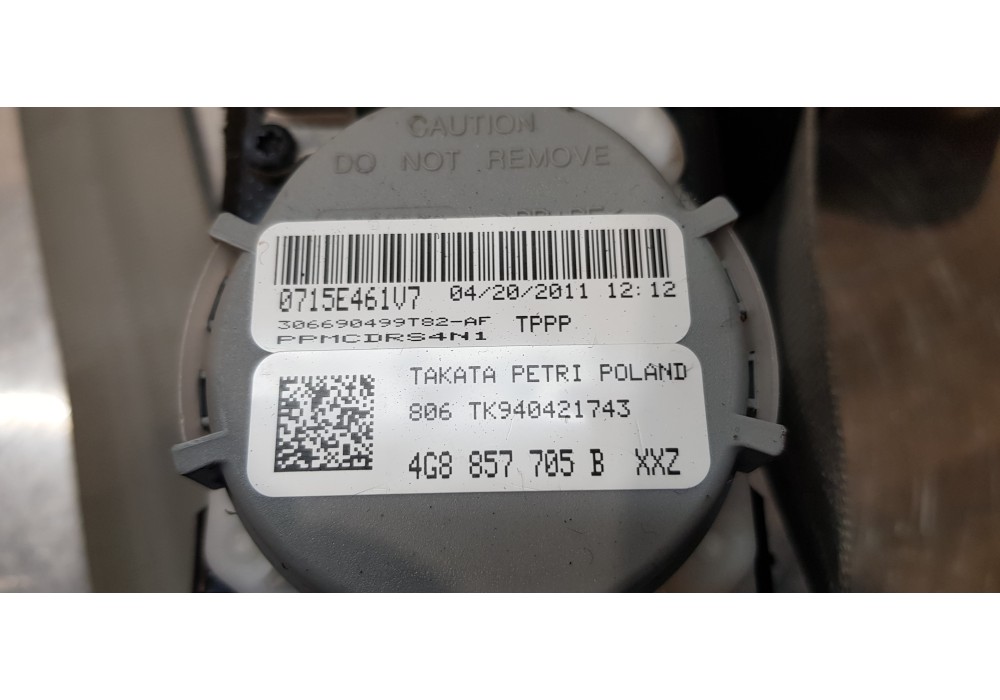 CAUTION
DO NOT REMOVE
0715E461V7 04/20/2011 12:12
306690499T82-AF TPPP
PPMCDRS4N1
TAKATA PETRI POLAND
806 TK940421743
4G8 857 705 B XXZ